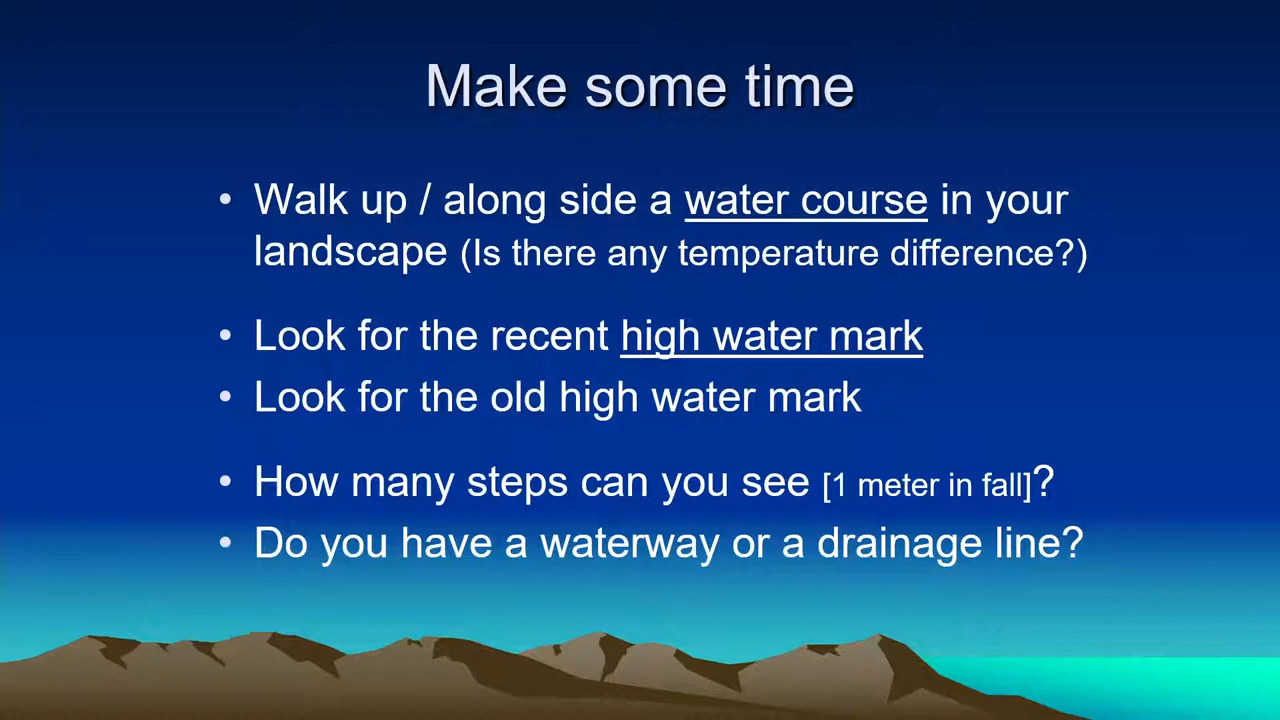 Make some time
• Walk up / along side a water course in your
landscape (Is there any temperature difference?)
• Look for the recent high water mark
• Look for the old high water mark
• How many steps can you see [1 meter in fall]?
• Do you have a waterway or a drainage line?